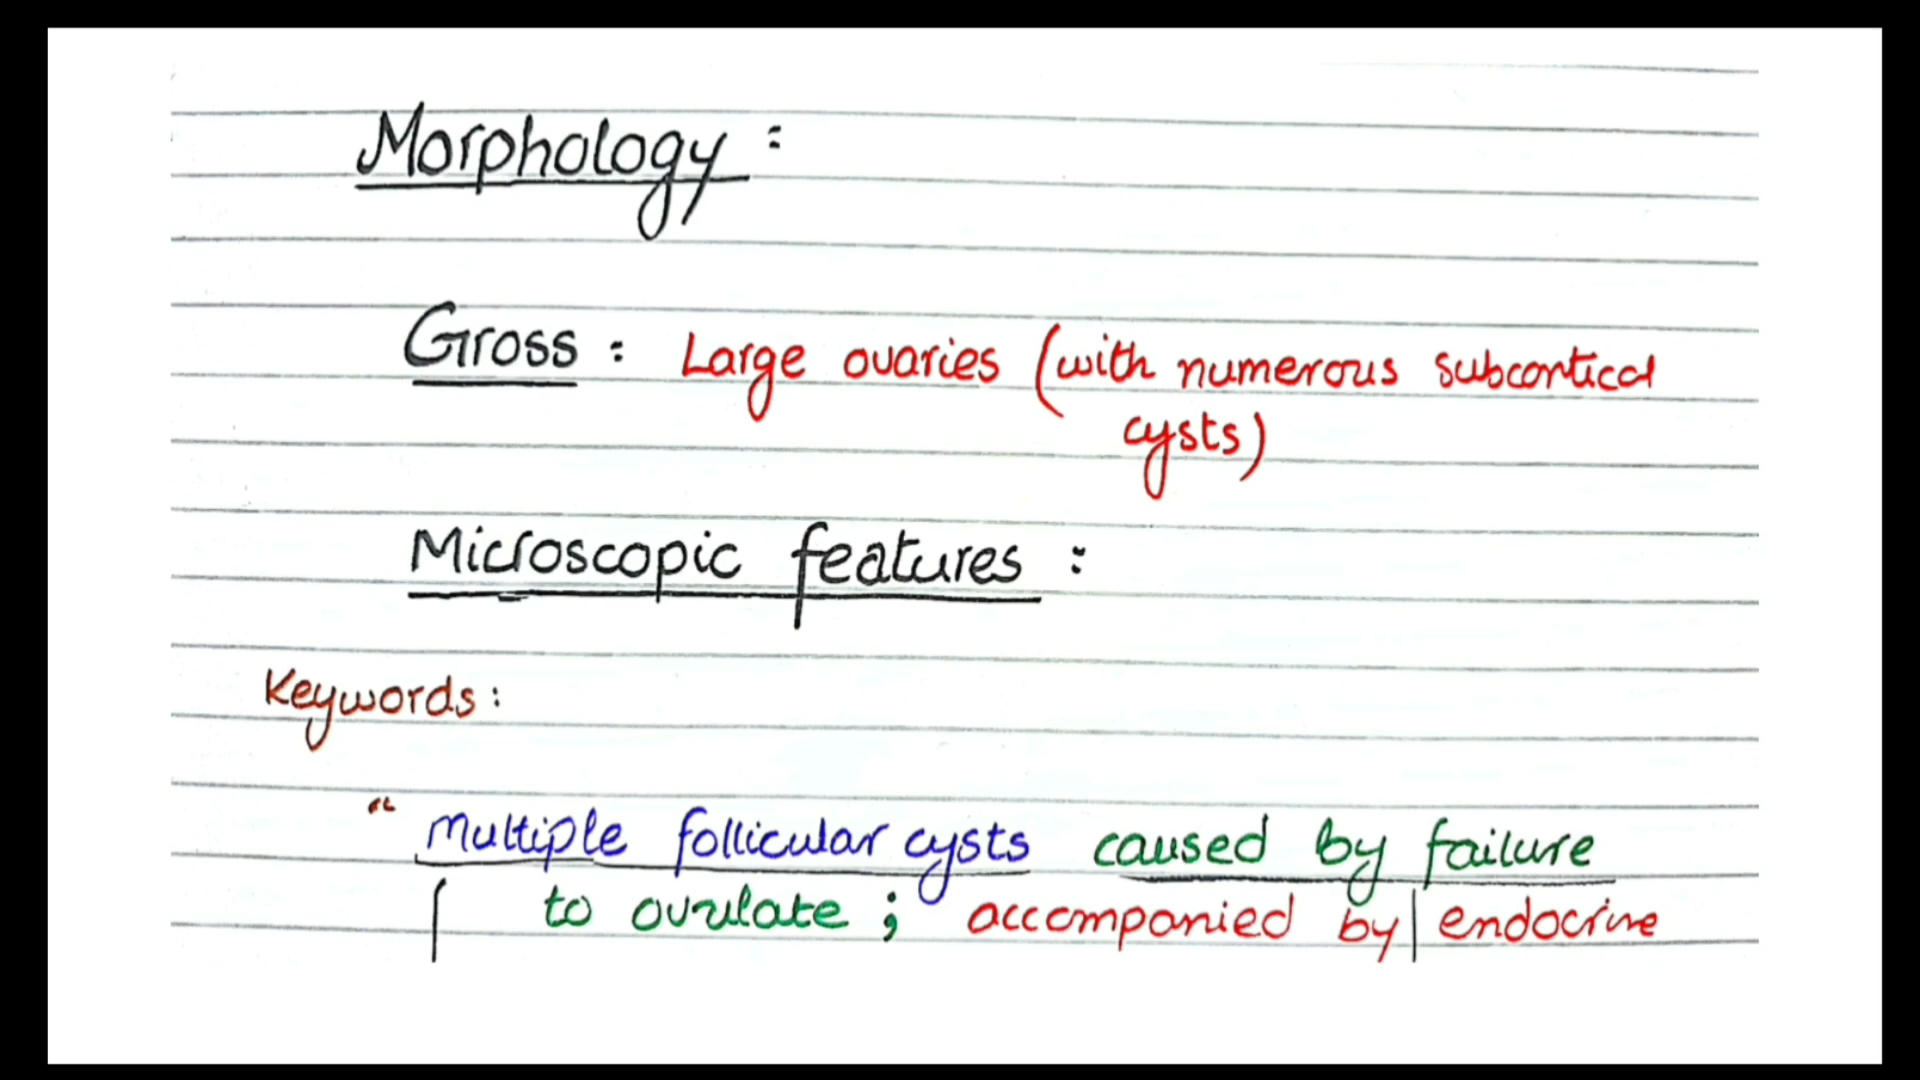 Morphology :
Gross : Large ovaries (with numerous subcortical
cysts)
Microscopic features :
Keywords :
" Multiple follicular cysts caused by failure
to ovulate ; accompanied by endocrine